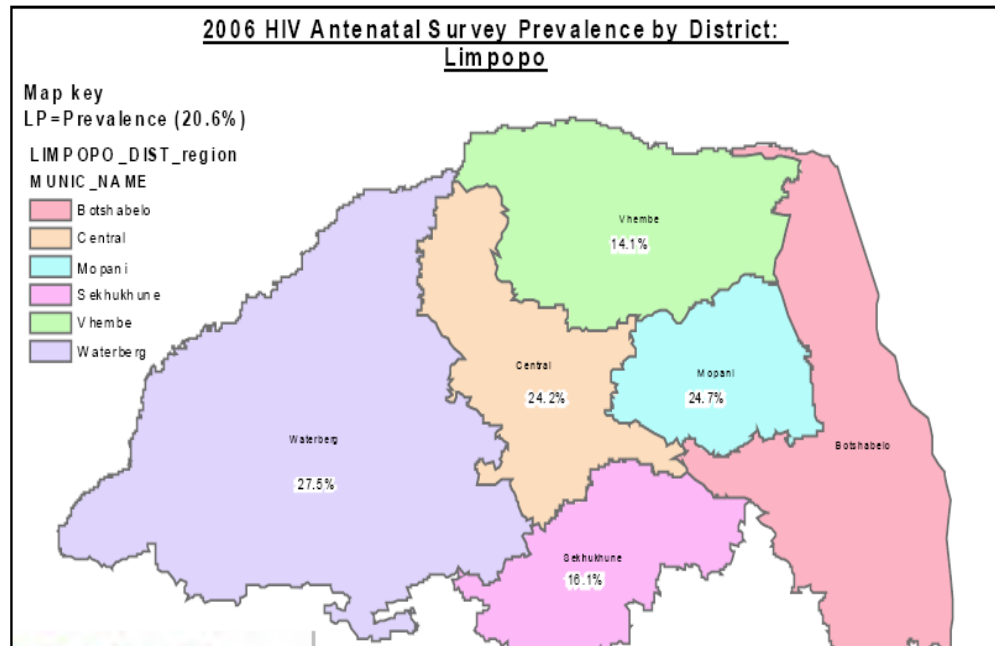 2006 HIV Antenatal Survey Prevalence by District:
Limpopo
Map key
LP=Prevalence (20.6%)
LIMPOPO_DIST_region
MUNIC_NAME
Botshabelo
Central
Mopani
Sekhukhune
Vhembe
Waterberg
Vhembe
14.1%
Central
24.2%
Mopani
24.7%
Waterberg
27.5%
Botshabelo
Sekhukhune
16.1%